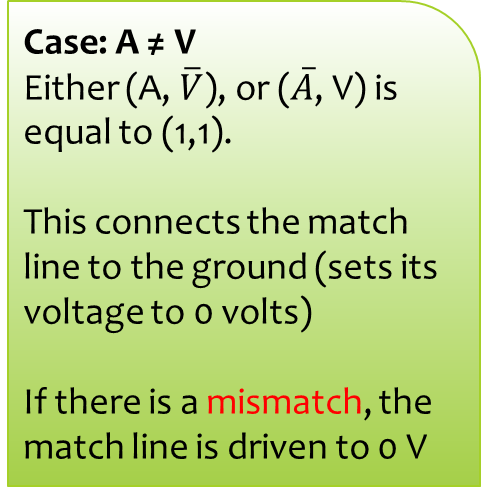 Case: A ≠ V
Either (A, V̅), or (A̅, V) is
equal to (1,1).
This connects the match
line to the ground (sets its
voltage to 0 volts)
If there is a mismatch, the
match line is driven to 0 V